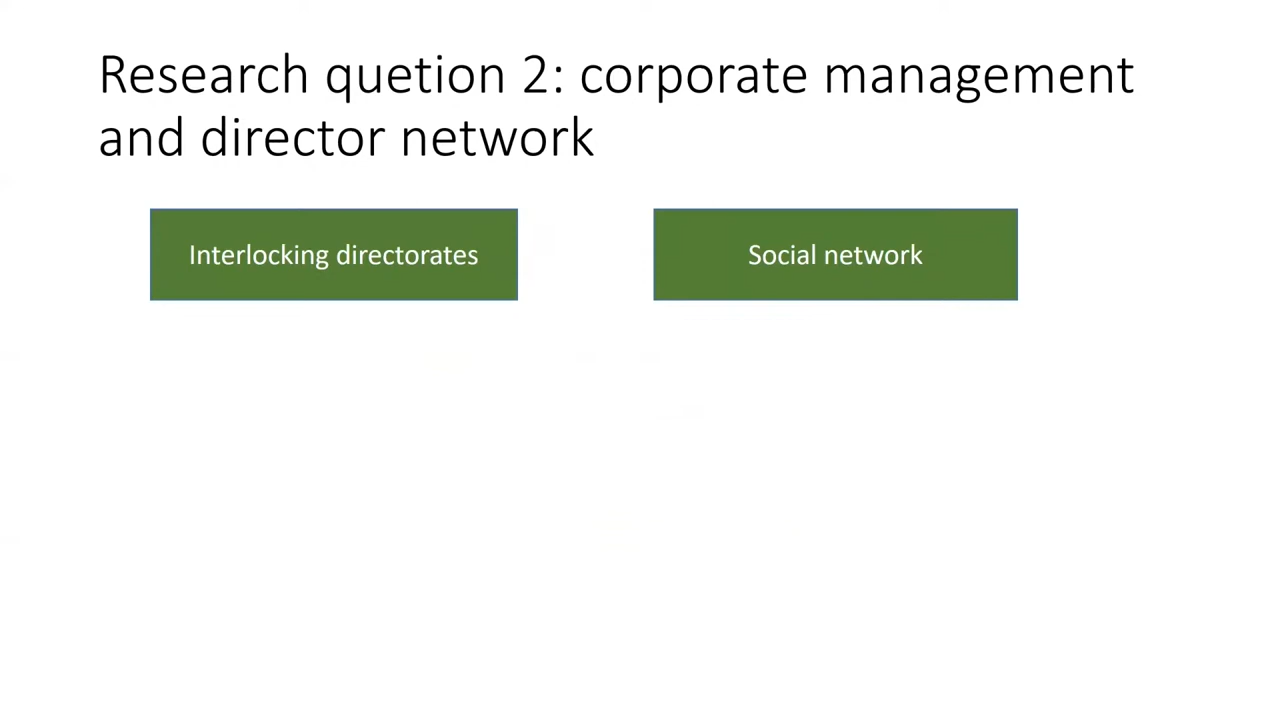 Research quetion 2: corporate management
and director network
Interlocking directorates
Social network